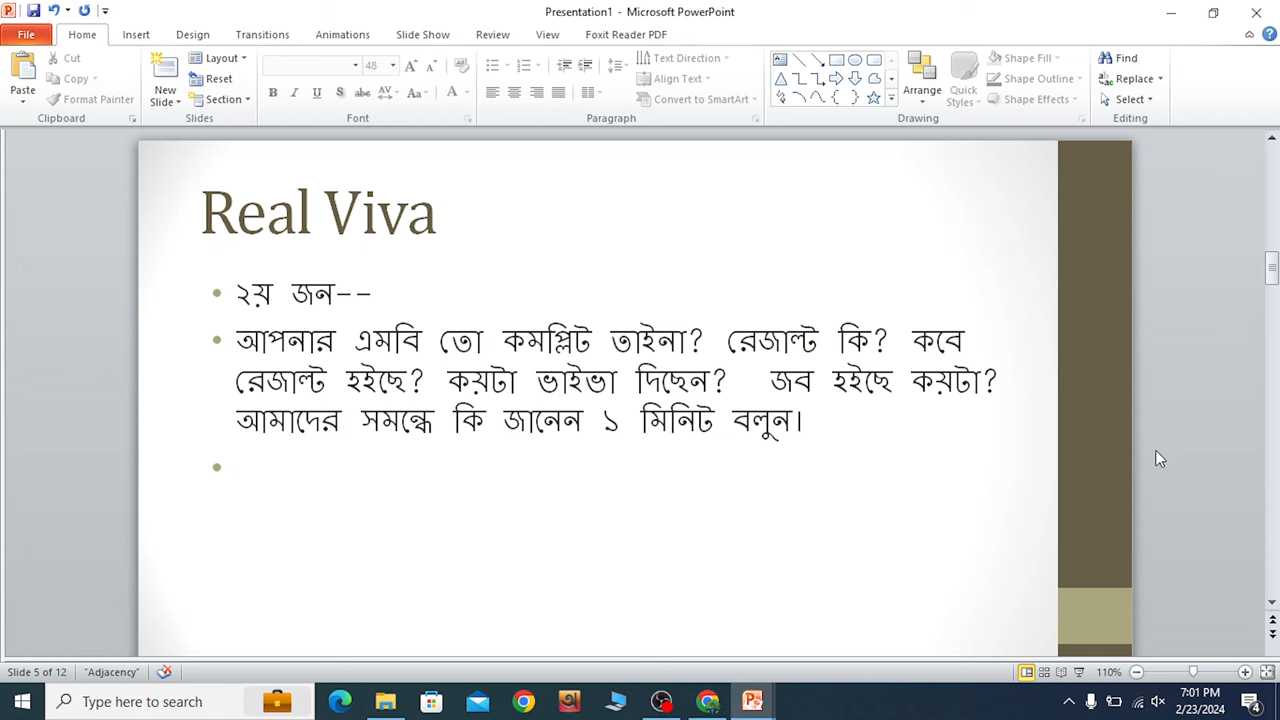 Presentation1 - Microsoft PowerPoint
File Home Insert Design Transitions Animations Slide Show Review View Foxit Reader PDF
Cut Layout 48 Text Direction Shape Fill Find
Copy Reset Align Text Shape Outline Replace
Paste Format Painter New Slide Section B I U S abc AV Aa A Convert to SmartArt Arrange Quick Styles Shape Effects Select
Clipboard Slides Font Paragraph Drawing Editing
Real Viva
২য় জন--
আপনার এমবি তো কমপ্লিট তাইনা? রেজাল্ট কি? কবে
রেজাল্ট হইছে? কয়টা ভাইভা দিছেন? জব হইছে কয়টা?
আমাদের সমন্ধে কি জানেন ১ মিনিট বলুন।
Slide 5 of 12 "Adjacency" 110%
Type here to search 7:01 PM
2/23/2024 4